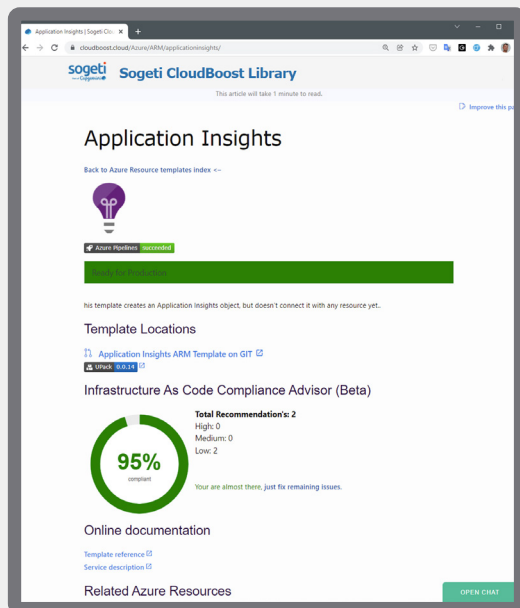 Application Insights | Sogeti Clou
cloudboost.cloud/Azure/ARM/applicationinsights/
sogeti
Part of Capgemini
Sogeti CloudBoost Library
This article will take 1 minute to read.
Improve this pa
Application Insights
Back to Azure Resource templates index <--
Azure Pipelines succeeded
Ready for Production
his template creates an Application Insights object, but doesn't connect it with any resource yet..
Template Locations
Application Insights ARM Template on GIT
UPack 0.0.14
Infrastructure As Code Compliance Advisor (Beta)
Total Recommendation's: 2
High: 0
Medium: 0
Low: 2
95%
compliant
Your are almost there, just fix remaining issues.
Online documentation
Template reference
Service description
Related Azure Resources
OPEN CHAT